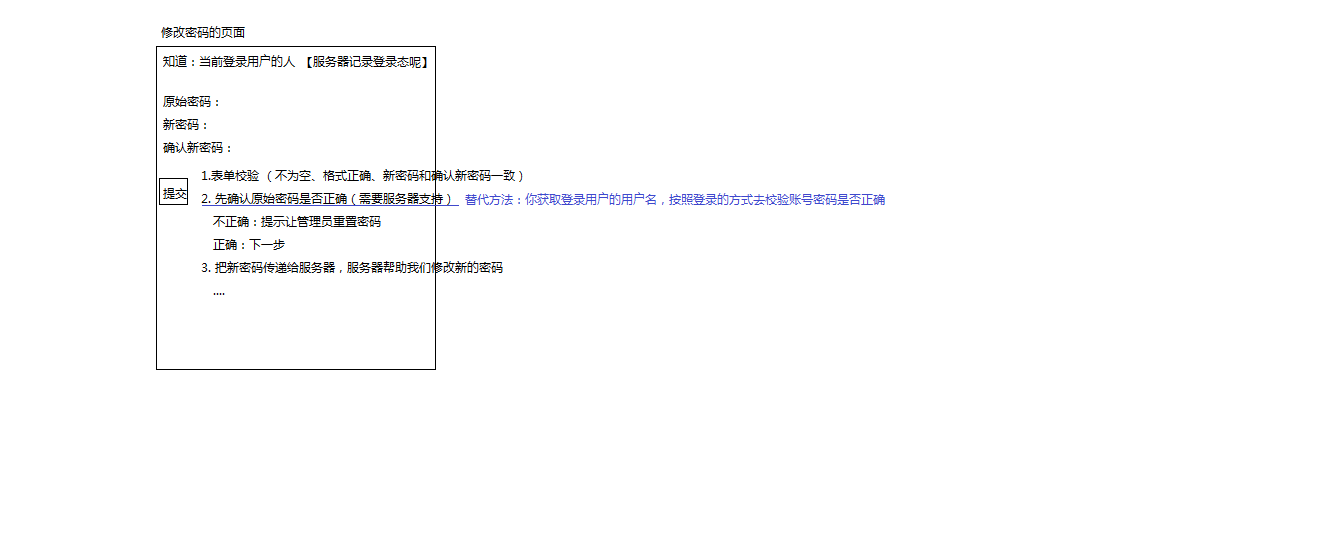 修改密码的页面
知道：当前登录用户的人 【服务器记录登录态呢】
原始密码：
新密码：
确认新密码：
1.表单校验 （ 不为空、格式正确、新密码和确认新密码一致 ）
提交
2. 先确认原始密码是否正确（ 需要服务器支持 ） 替代方法：你获取登录用户的用户名，按照登录的方式去校验账号密码是否正确
不正确：提示让管理员重置密码
正确：下一步
3. 把新密码传递给服务器，服务器帮助我们修改新的密码
....